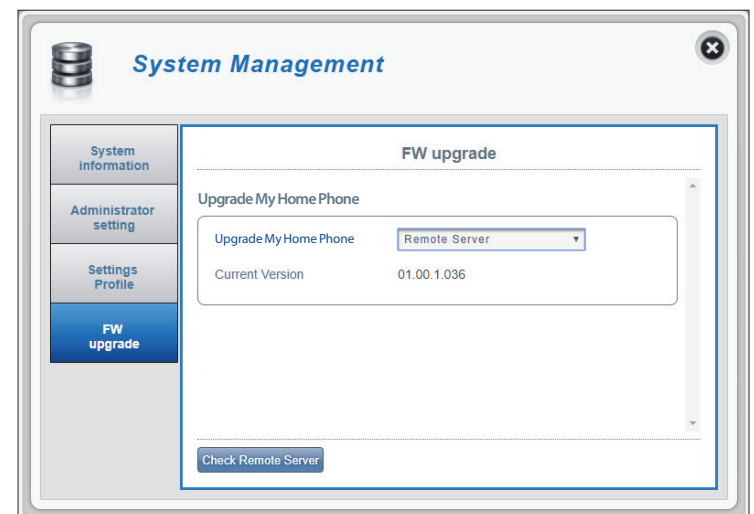 System Management
System
information
Administrator
setting
Settings
Profile
FW
upgrade
FW upgrade
Upgrade My Home Phone
Upgrade My Home Phone
Remote Server
Current Version
01.00.1.036
Check Remote Server